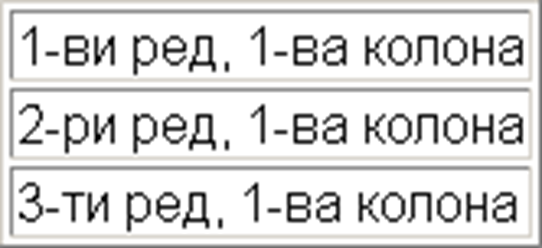 1-ви ред, 1-ва колона
2-ри ред, 1-ва колона
3-ти ред, 1-ва колона